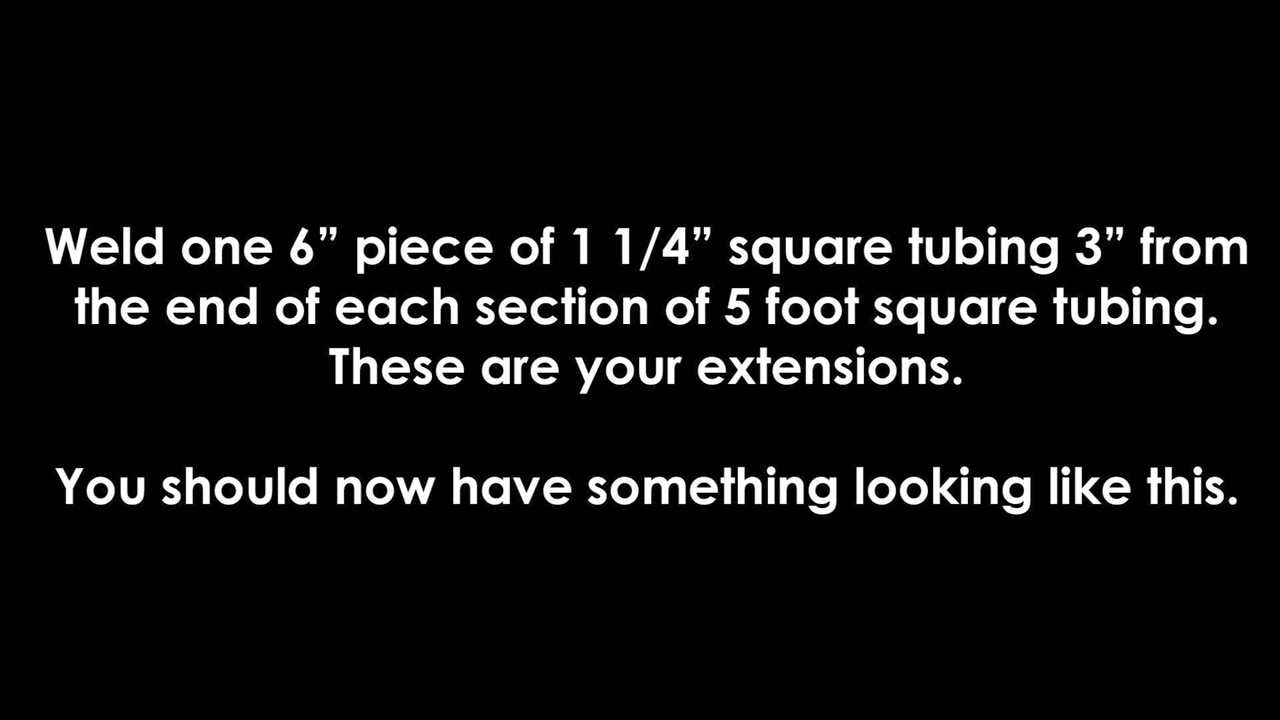 Weld one 6” piece of 1 1/4” square tubing 3” from
the end of each section of 5 foot square tubing.
These are your extensions.
You should now have something looking like this.